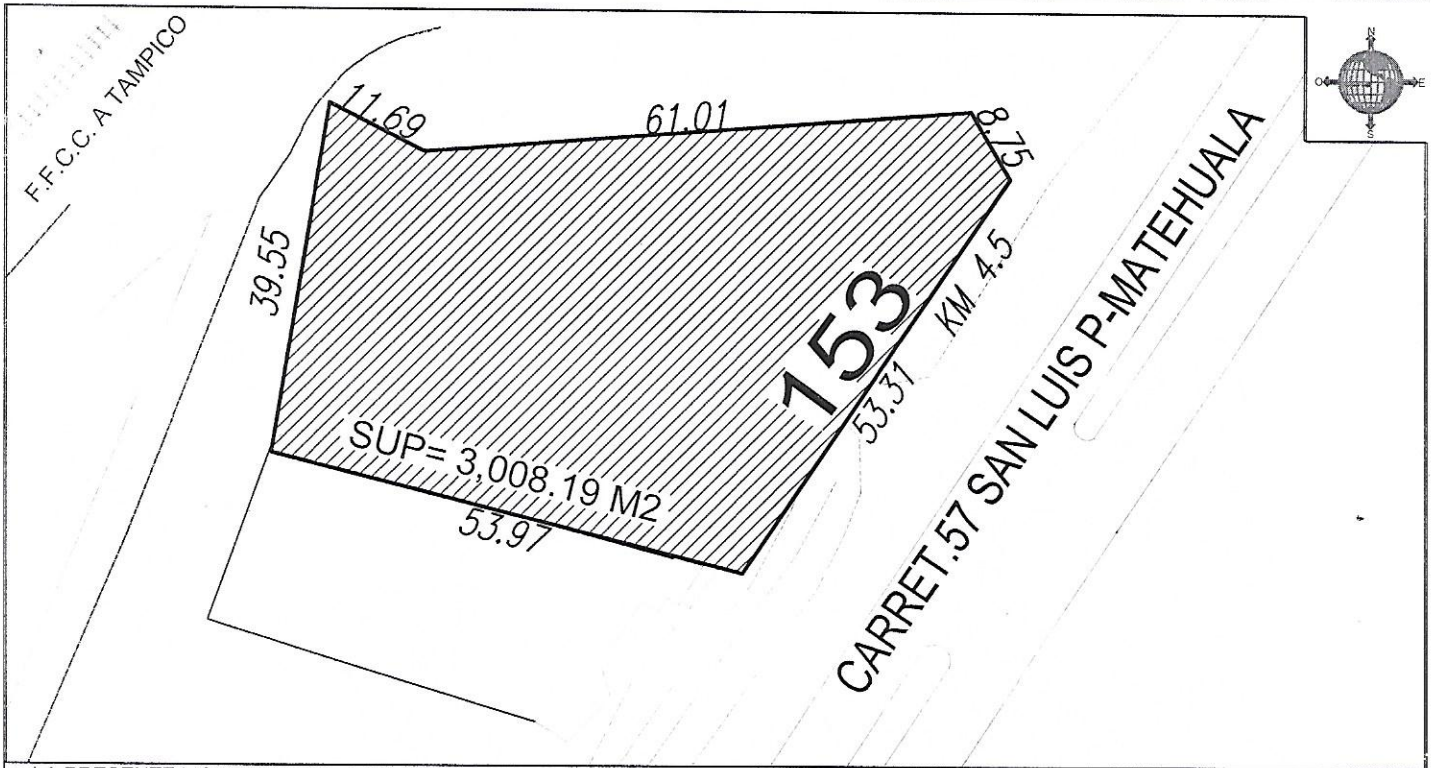 F.F.C.C. A TAMPICO
11.69
61.01
8.75
N
O
E
S
39.55
153
KM 4.5
53.31
SUP= 3,008.19 M2
53.97
CARRET.57 SAN LUIS P-MATEHUALA